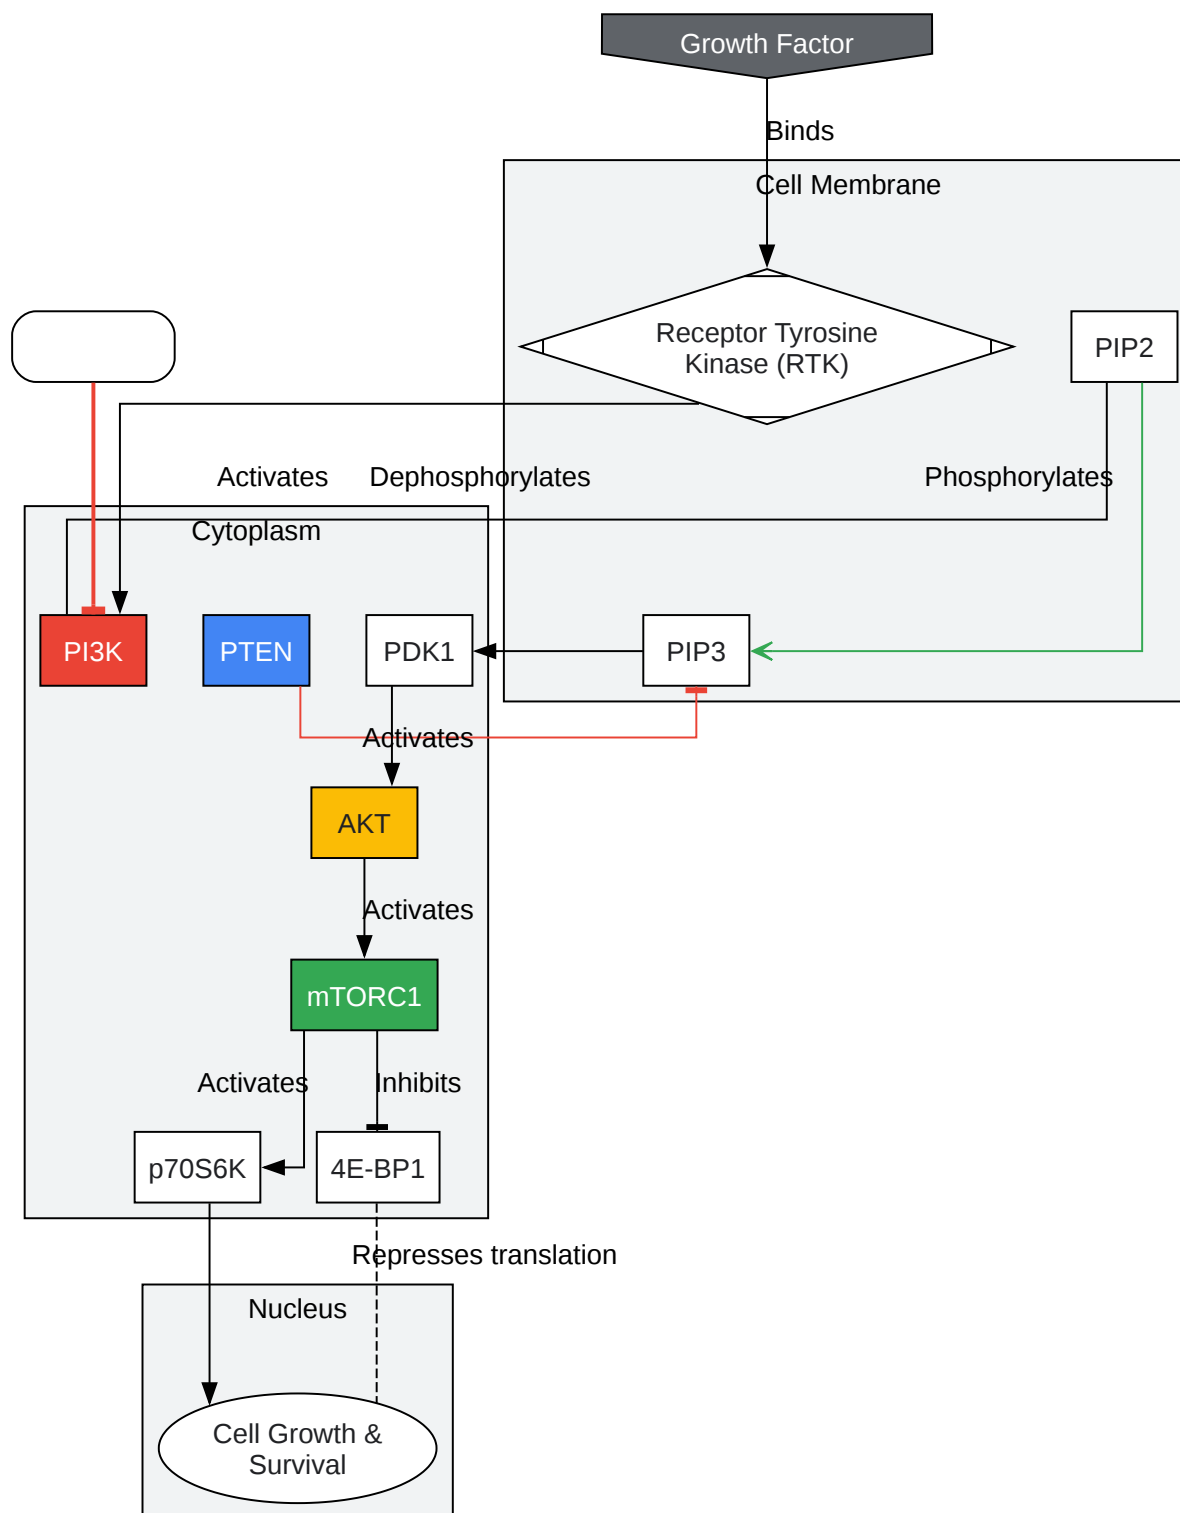 Growth Factor
Binds
Cell Membrane
Receptor Tyrosine
Kinase (RTK)
PIP2
Activates
Dephosphorylates
Phosphorylates
Cytoplasm
PI3K
PTEN
PDK1
PIP3
Activates
AKT
Activates
mTORC1
Activates
Inhibits
p70S6K
4E-BP1
Represses translation
Nucleus
Cell Growth &
Survival